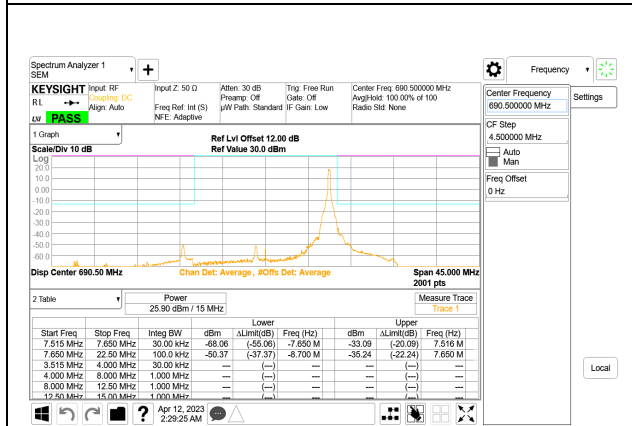 Spectrum Analyzer 1
SEM
Frequency
KEYSIGHT
R L
LXI
PASS
Input: RF
Coupling: DC
Align: Auto
Input Z: 50 Ω
Freq Ref: Int (S)
NFE: Adaptive
Atten: 30 dB
Preamp: Off
µW Path: Standard
Trig: Free Run
Gate: Off
IF Gain: Low
Center Freq: 690.500000 MHz
Avg|Hold: 100.00% of 100
Radio Std: None
Center Frequency
690.500000 MHz
Settings
CF Step
4.500000 MHz
Auto
Man
Freq Offset
0 Hz
Local
1 Graph
Scale/Div 10 dB
Ref Lvl Offset 12.00 dB
Ref Value 30.0 dBm
Log
20.0
10.0
0.00
-10.0
-20.0
-30.0
-40.0
-50.0
-60.0
Disp Center 690.50 MHz
Chan Det: Average, #Offs Det: Average
Span 45.000 MHz
2001 pts
2 Table
Power
25.90 dBm / 15 MHz
Measure Trace
Trace 1
Lower Upper
Start Freq Stop Freq Integ BW dBm ΔLimit(dB) Freq (Hz) dBm ΔLimit(dB) Freq (Hz)
7.515 MHz 7.650 MHz 30.00 kHz -68.06 (-55.06) -7.650 M -33.09 (-20.09) 7.516 M
7.650 MHz 22.50 MHz 100.0 kHz -50.37 (-37.37) -8.700 M -35.24 (-22.24) 7.650 M
3.515 MHz 4.000 MHz 30.00 kHz --- (---) --- --- (---) ---
4.000 MHz 8.000 MHz 1.000 MHz --- (---) --- --- (---) ---
8.000 MHz 12.50 MHz 1.000 MHz --- (---) --- --- (---) ---
12.50 MHz 15.00 MHz 1.000 MHz --- (---) --- --- (---) ---
?
Apr 12, 2023
2:29:25 AM